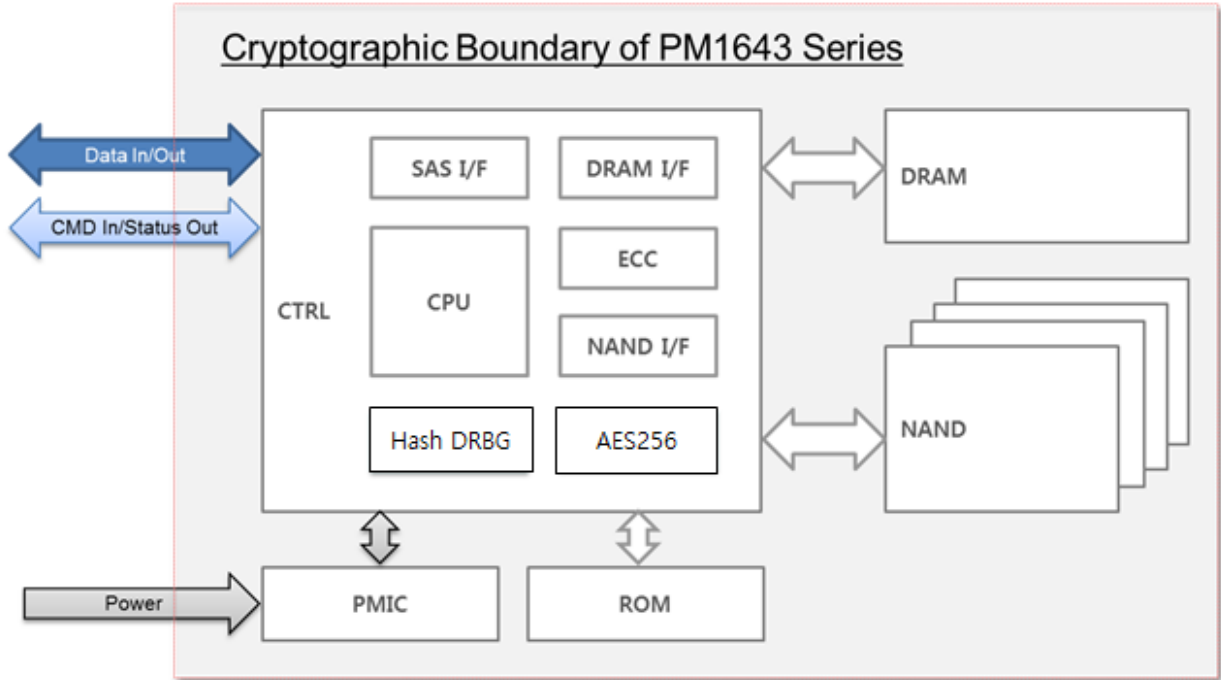 Cryptographic Boundary of PM1643 Series
Data In/Out
CMD In/Status Out
CTRL
SAS I/F
DRAM I/F
CPU
ECC
NAND I/F
Hash DRBG
AES256
DRAM
NAND
Power
PMIC
ROM